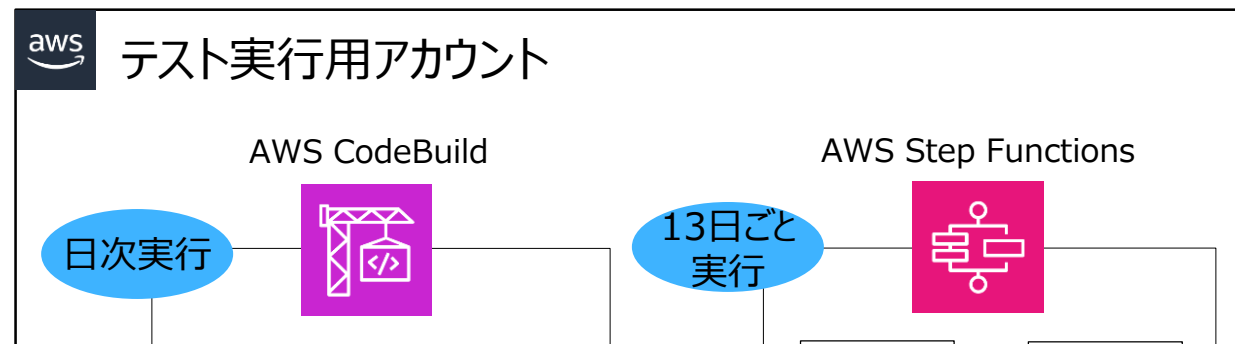 aws
テスト実行用アカウント
AWS CodeBuild
AWS Step Functions
日次実行
</>
13日ごと
実行